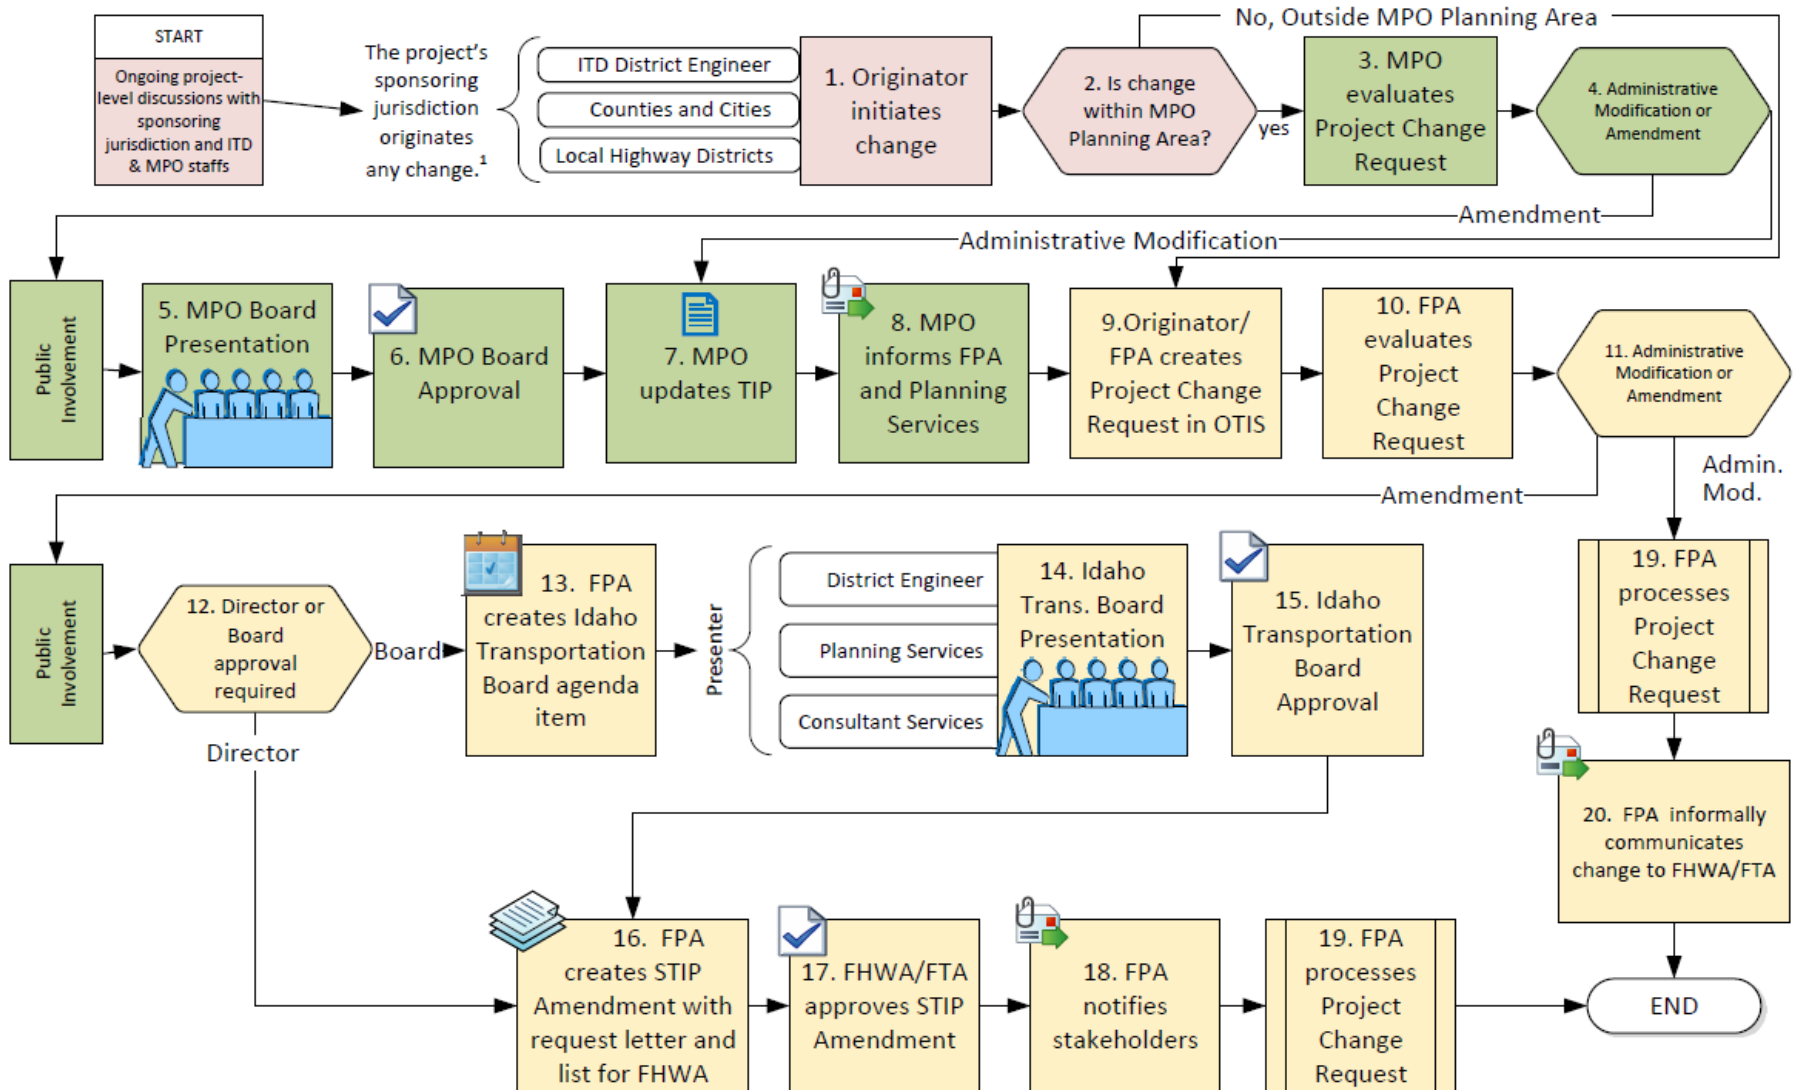 START
Ongoing project-
level discussions with
sponsoring
jurisdiction and ITD
& MPO staffs
The project's
sponsoring
jurisdiction
originates
any change.1
ITD District Engineer
Counties and Cities
Local Highway Districts
1. Originator
initiates
change
2. Is change
within MPO
Planning Area?
No, Outside MPO Planning Area
yes
3. MPO
evaluates
Project Change
Request
4. Administrative
Modification or
Amendment
Amendment
Administrative Modification
Public
Involvement
5. MPO Board
Presentation
6. MPO Board
Approval
7. MPO
updates TIP
8. MPO
informs FPA
and Planning
Services
9.Originator/
FPA creates
Project Change
Request in OTIS
10. FPA
evaluates
Project
Change
Request
11. Administrative
Modification or
Amendment
Amendment
Admin.
Mod.
Public
Involvement
12. Director or
Board
approval
required
Board
Director
13. FPA
creates Idaho
Transportation
Board agenda
item
Presenter
District Engineer
Planning Services
Consultant Services
14. Idaho
Trans. Board
Presentation
15. Idaho
Transportation
Board
Approval
19. FPA
processes
Project
Change
Request
20. FPA informally
communicates
change to FHWA/FTA
16. FPA
creates STIP
Amendment with
request letter and
list for FHWA
17. FHWA/FTA
approves STIP
Amendment
18. FPA
notifies
stakeholders
19. FPA
processes
Project
Change
Request
END